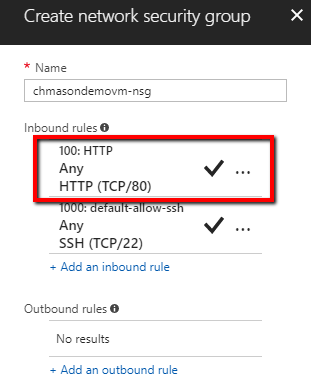 Create network security group
* Name
chmasondemovm-nsg
Inbound rules
100: HTTP
Any
HTTP (TCP/80)
...
1000: default-allow-ssh
Any
SSH (TCP/22)
...
+ Add an inbound rule
Outbound rules
No results
+ Add an outbound rule